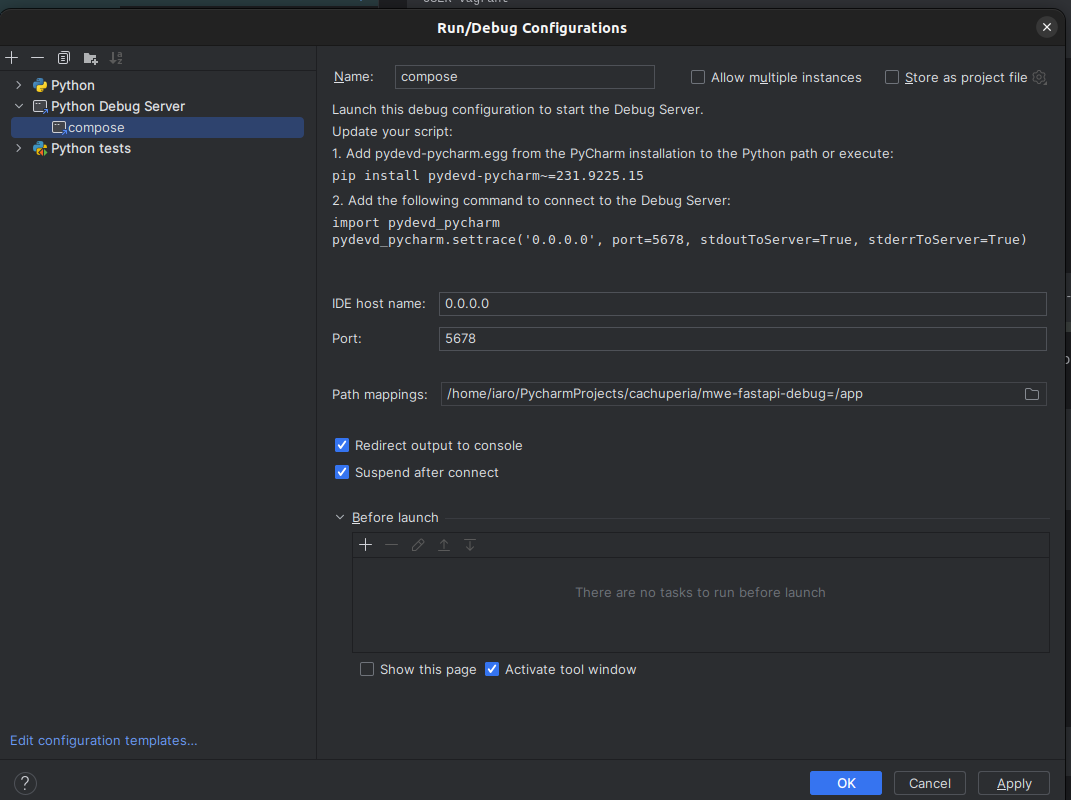 Run/Debug Configurations
Name:
compose
Allow multiple instances
Store as project file
Python
Python Debug Server
compose
Python tests
Launch this debug configuration to start the Debug Server.
Update your script:
1. Add pydevd-pycharm.egg from the PyCharm installation to the Python path or execute:
pip install pydevd-pycharm~=231.9225.15
2. Add the following command to connect to the Debug Server:
import pydevd_pycharm
pydevd_pycharm.settrace('0.0.0.0', port=5678, stdoutToServer=True, stderrToServer=True)
IDE host name:
0.0.0.0
Port:
5678
Path mappings:
/home/iaro/PycharmProjects/cachuperia/mwe-fastapi-debug=/app
Redirect output to console
Suspend after connect
Before launch
There are no tasks to run before launch
Show this page
Activate tool window
Edit configuration templates...
?
OK
Cancel
Apply